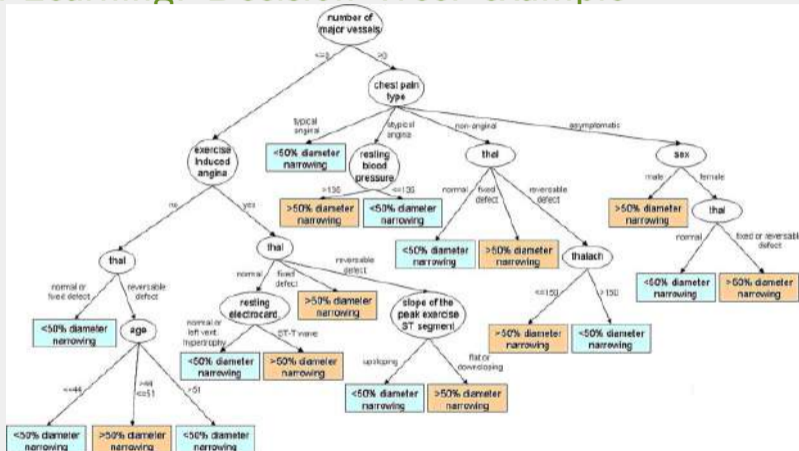 number of
major vessels
<=0
>0
chest pain
type
typical
anginal
atypical
anginal
non-anginal
asymptomatic
exercise
induced
angina
<50% diameter
narrowing
resting
blood
pressure
thal
sex
>136
<=136
normal
fixed
defect
reversable
defect
male
female
no
yes
>50% diameter
narrowing
<50% diameter
narrowing
>50% diameter
narrowing
thal
thal
thal
<50% diameter
narrowing
>50% diameter
narrowing
thalach
normal
fixed or reversable
defect
normal or
fixed defect
reversable
defect
normal
fixed
defect
reversable
defect
<=150
>150
<50% diameter
narrowing
>50% diameter
narrowing
resting
electrocard.
>50% diameter
narrowing
slope of the
peak exercise
ST segment
<50% diameter
narrowing
age
normal or
left vent.
hypertrophy
ST-T wave
>50% diameter
narrowing
<50% diameter
narrowing
<50% diameter
narrowing
>50% diameter
narrowing
upsloping
flat or
downsloping
<=44
>44
<=51
>51
<50% diameter
narrowing
>50% diameter
narrowing
<50% diameter
narrowing
>50% diameter
narrowing
<50% diameter
narrowing